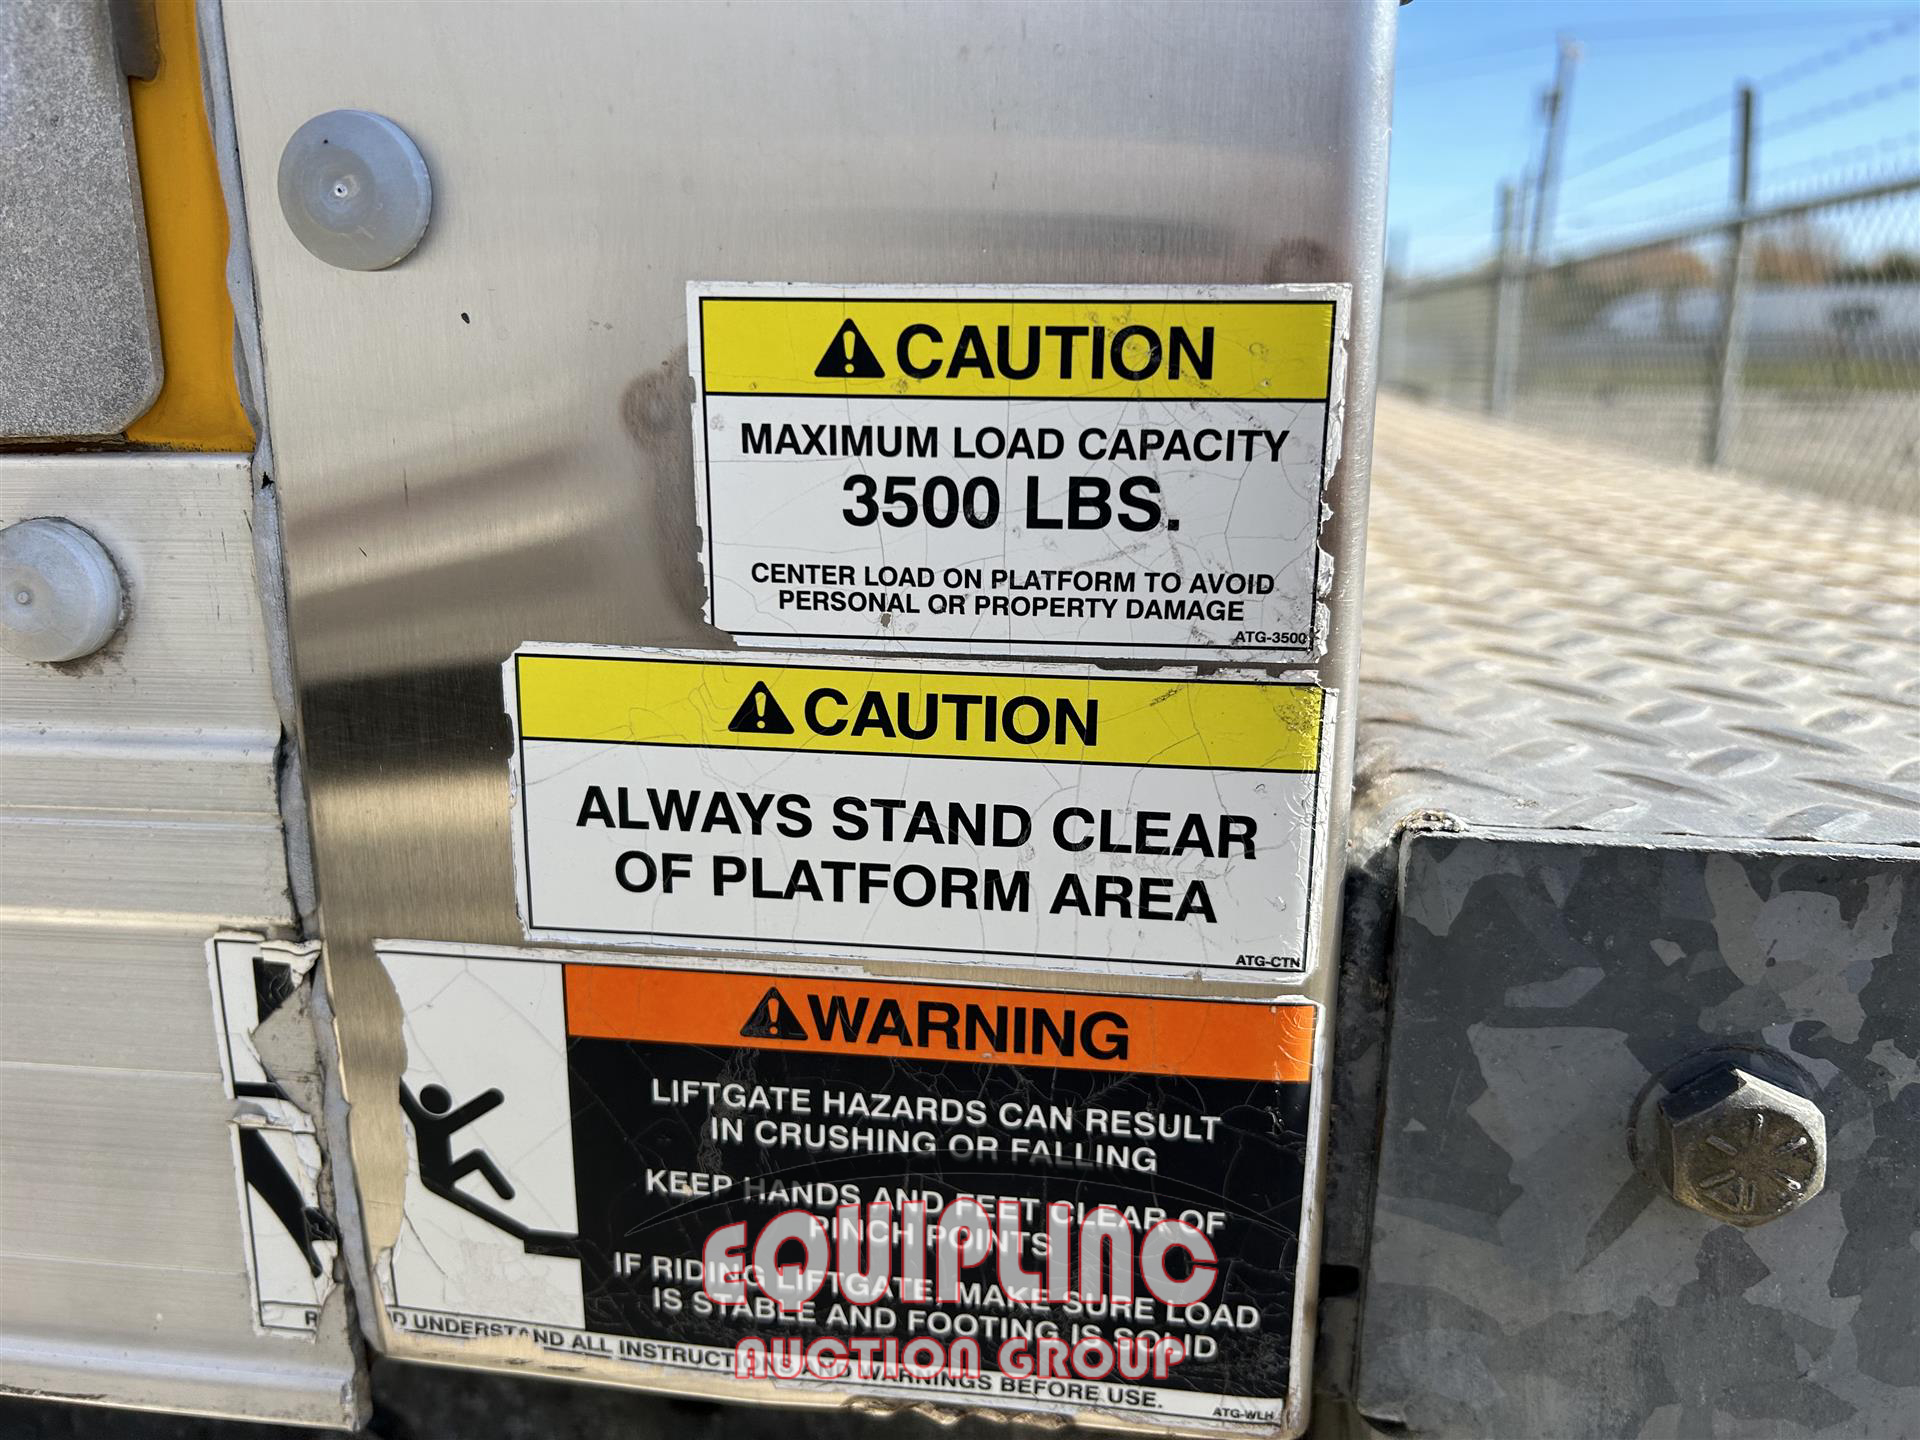 CAUTION
MAXIMUM LOAD CAPACITY
3500 LBS.
CENTER LOAD ON PLATFORM TO AVOID
PERSONAL OR PROPERTY DAMAGE
ATG-3500
CAUTION
ALWAYS STAND CLEAR
OF PLATFORM AREA
ATG-CTN
WARNING
LIFTGATE HAZARDS CAN RESULT
IN CRUSHING OR FALLING
KEEP HANDS AND FEET CLEAR OF
PINCH POINTS
IF RIDING LIFTGATE, MAKE SURE LOAD
IS STABLE AND FOOTING IS SOLID
UNDERSTAND ALL INSTRUCTIONS AND WARNINGS BEFORE USE.
ATG-WLH
EQUIPLINC
AUCTION GROUP